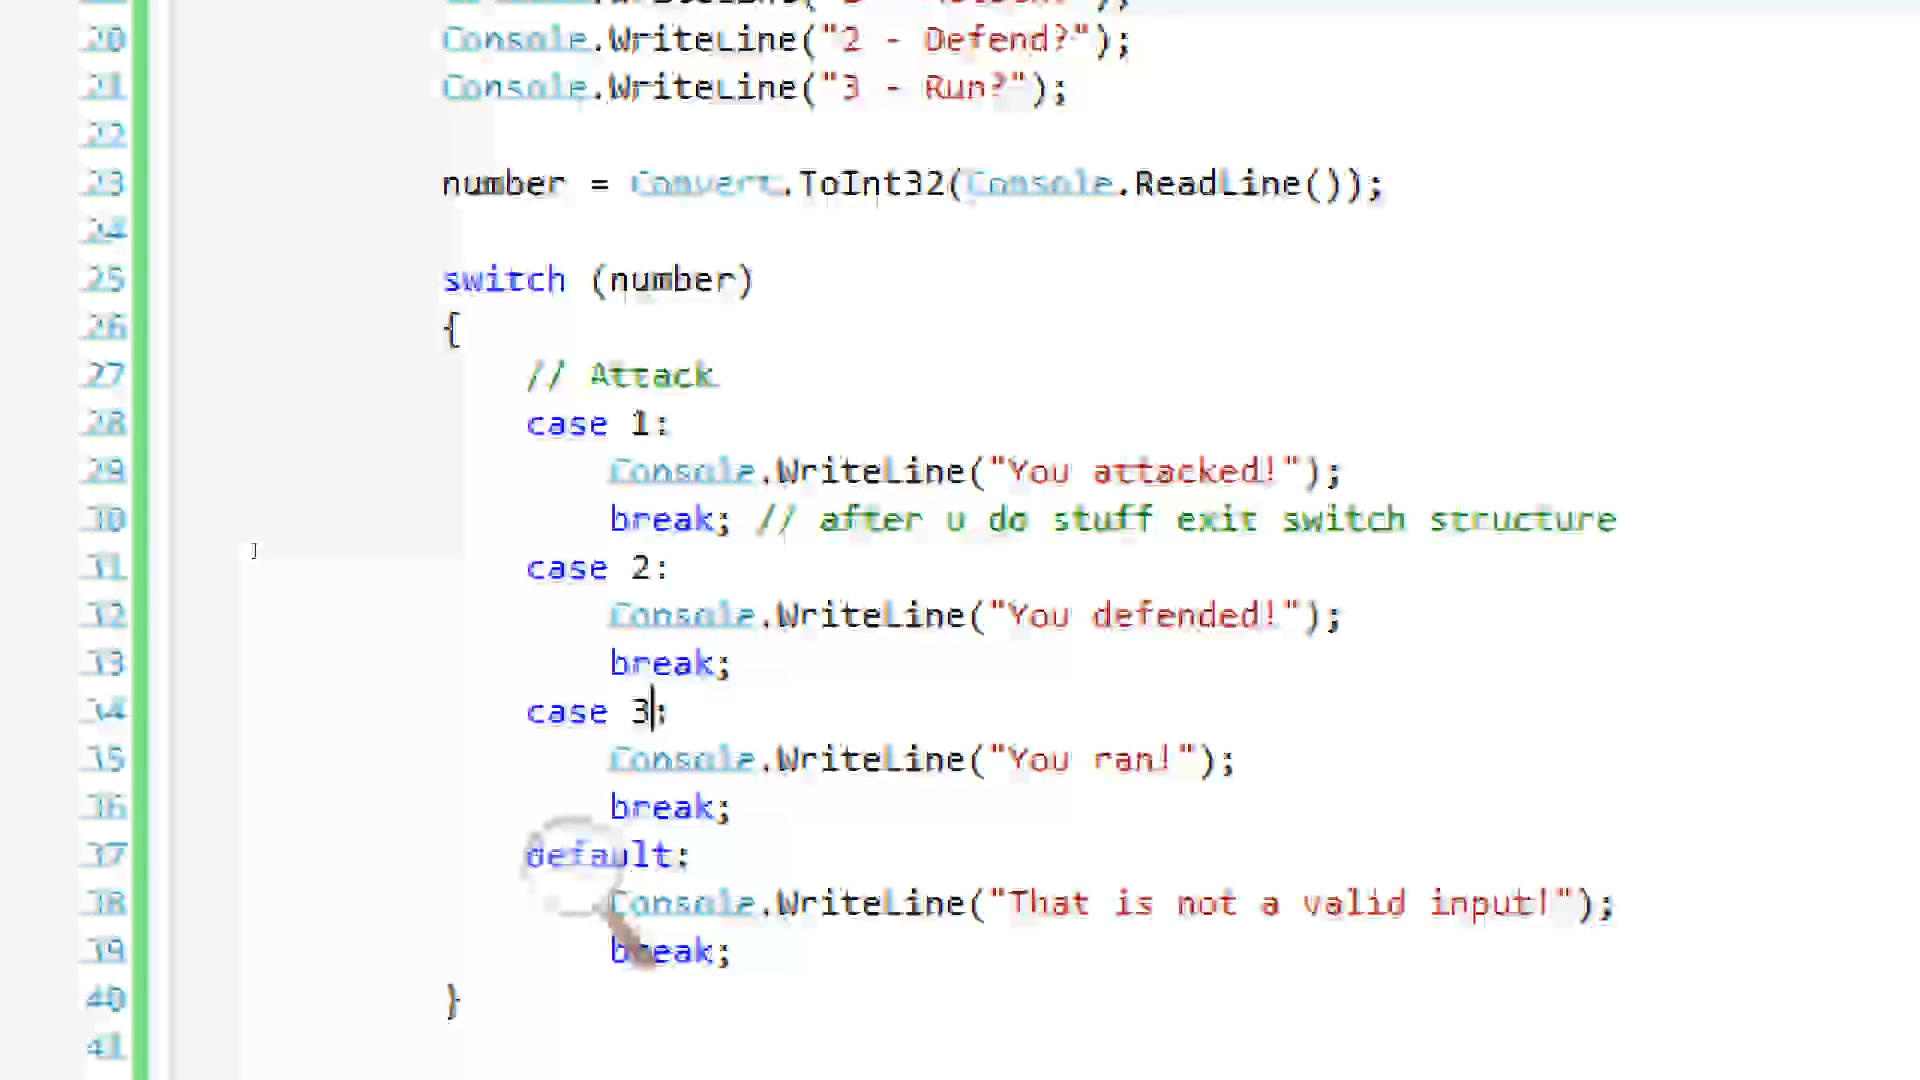 20 Console.WriteLine("2 - Defend?");
21 Console.WriteLine("3 - Run?");
22
23 number = Convert.ToInt32(Console.ReadLine());
24
25 switch (number)
26 {
27 // Attack
28 case 1:
29 Console.WriteLine("You attacked!");
30 break; // after u do stuff exit switch structure
31 case 2:
32 Console.WriteLine("You defended!");
33 break;
34 case 3:
35 Console.WriteLine("You ran!");
36 break;
37 default:
38 Console.WriteLine("That is not a valid input!");
39 break;
40 }
41